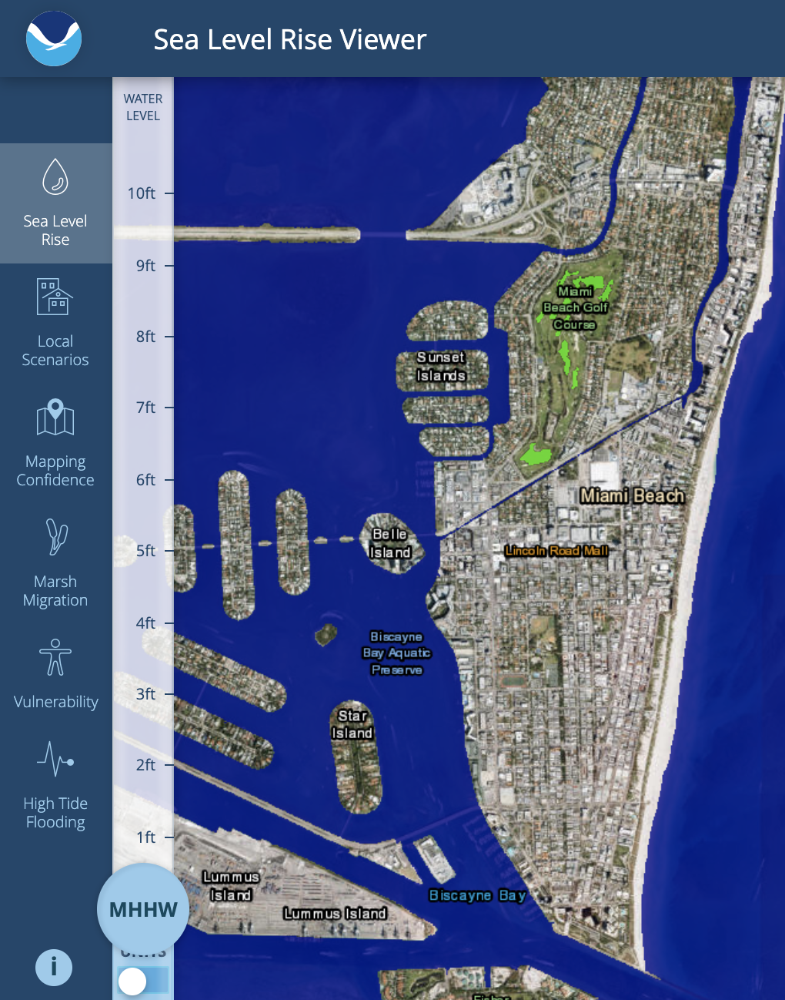 Sea Level Rise Viewer
WATER
LEVEL
10ft
9ft
8ft
7ft
6ft
5ft
4ft
3ft
2ft
1ft
MHHW
UNITS
Sea Level
Rise
Local
Scenarios
Mapping
Confidence
Marsh
Migration
Vulnerability
High Tide
Flooding
i
Miami
Beach Golf
Course
Sunset
Islands
Miami Beach
Belle
Island
Lincoln Road Mall
Biscayne
Bay Aquatic
Preserve
Star
Island
Lummus
Island
Biscayne Bay
Lummus Island
Fisher